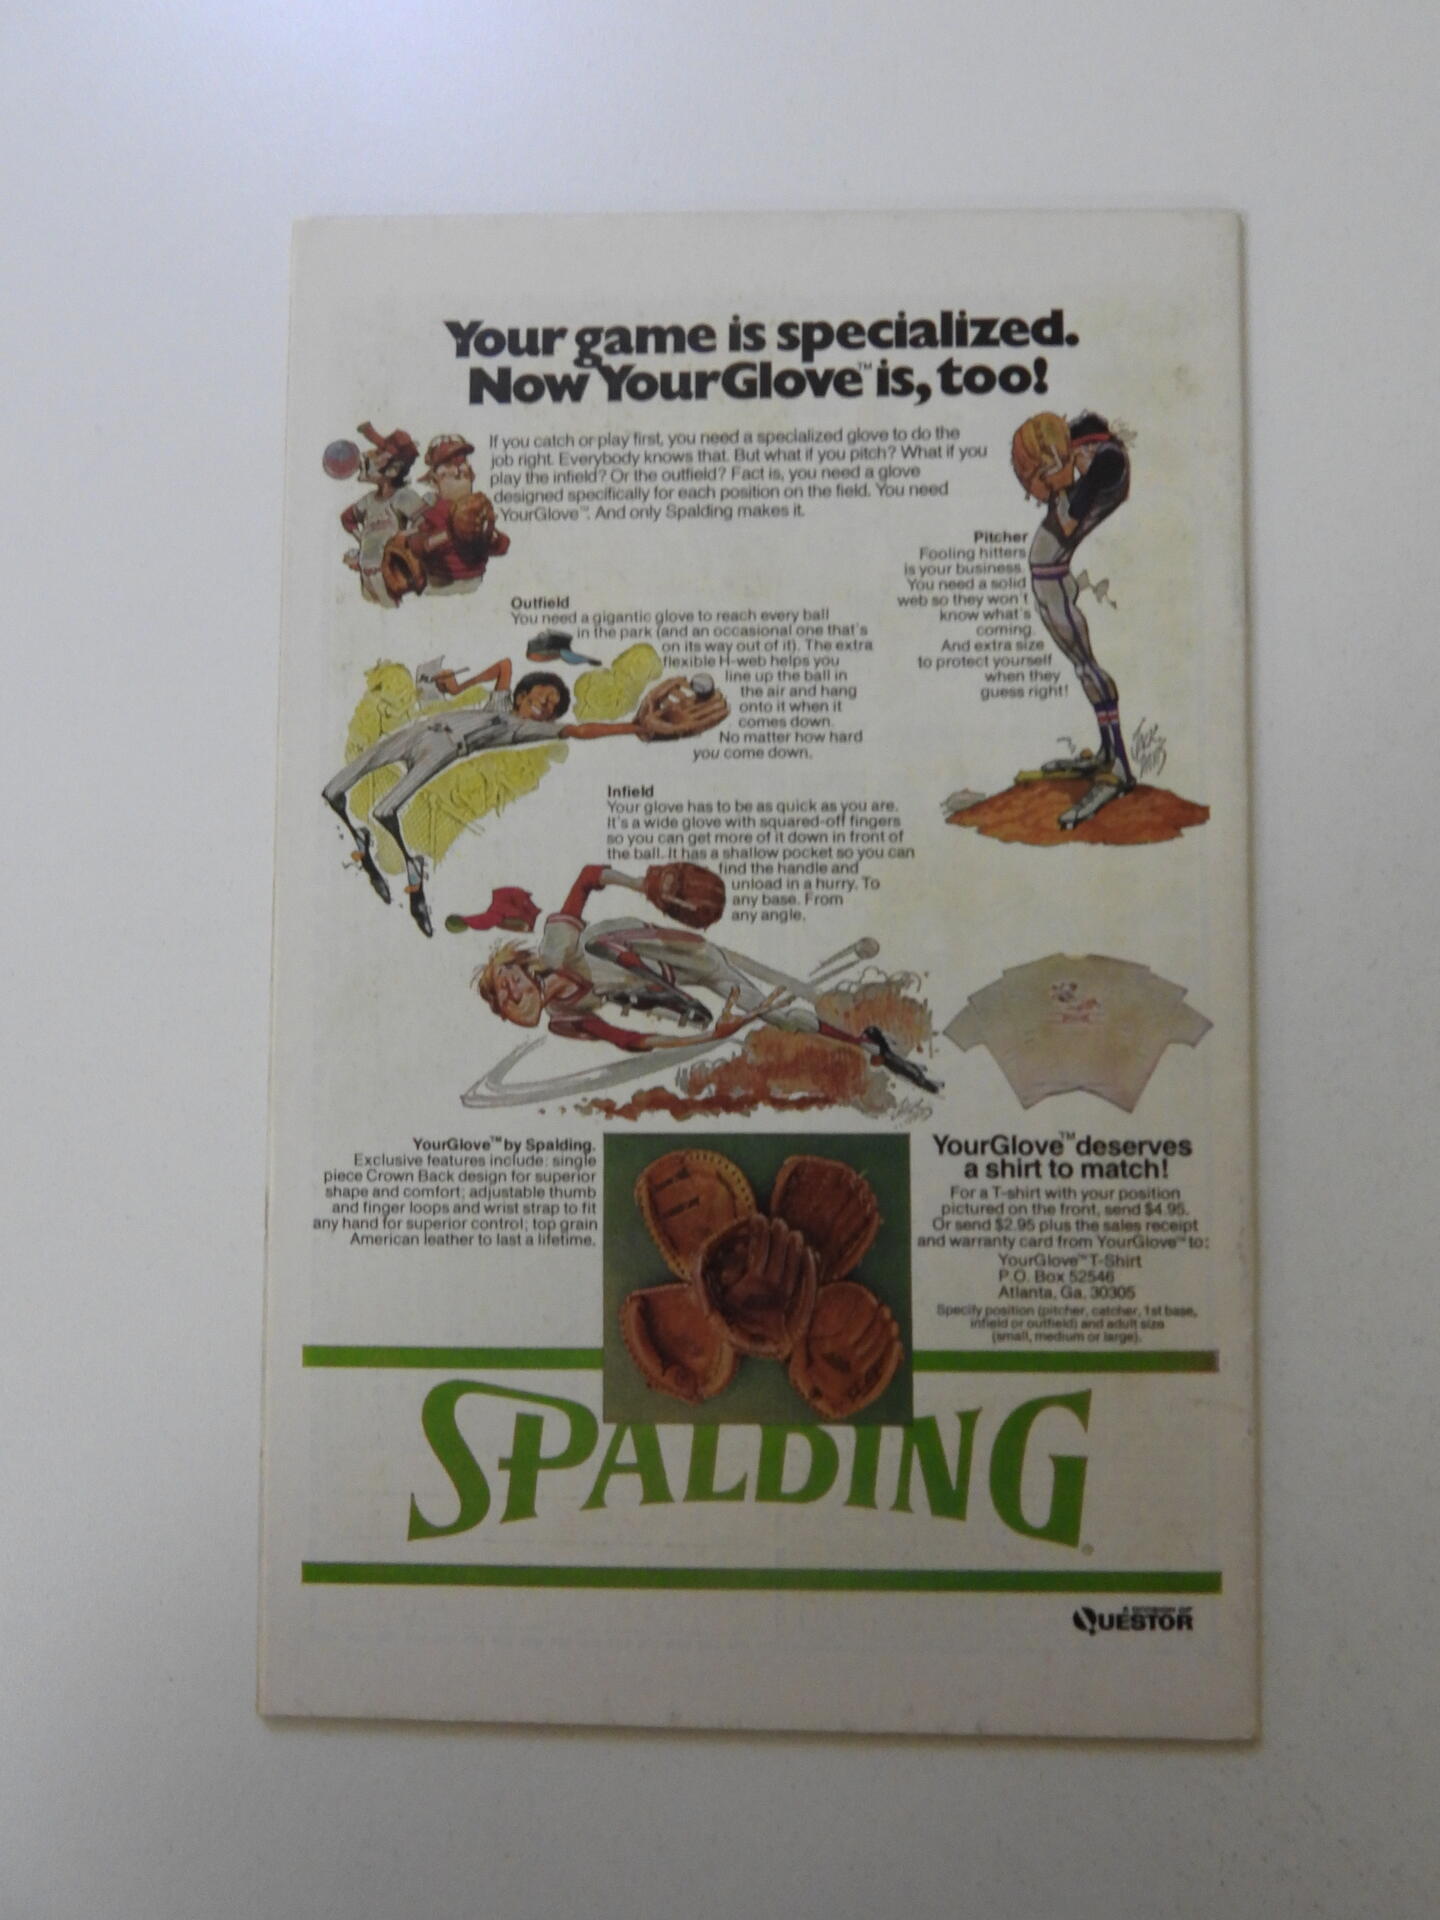 Your game is specialized.
Now YourGlove™ is, too!
If you catch or play first, you need a specialized glove to do the
job right. Everybody knows that. But what if you pitch? What if you
play the infield? Or the outfield? Fact is, you need a glove
designed specifically for each position on the field. You need
YourGlove™. And only Spalding makes it.
Pitcher
Fooling hitters
is your business.
You need a solid
web so they won't
know what's
coming.
And extra size
to protect yourself
when they
guess right!
Outfield
You need a gigantic glove to reach every ball
in the park (and an occasional one that's
on its way out of it). The extra
flexible H-web helps you
line up the ball in
the air and hang
onto it when it
comes down.
No matter how hard
you come down.
Infield
Your glove has to be as quick as you are.
It's a wide glove with squared-off fingers
so you can get more of it down in front of
the ball. It has a shallow pocket so you can
find the handle and
unload in a hurry. To
any base. From
any angle.
YourGlove™ by Spalding.
Exclusive features include: single
piece Crown Back design for superior
shape and comfort; adjustable thumb
and finger loops and wrist strap to fit
any hand for superior control; top grain
American leather to last a lifetime.
YourGlove™ deserves
a shirt to match!
For a T-shirt with your position
pictured on the front, send $4.95.
Or send $2.95 plus the sales receipt
and warranty card from YourGlove™ to:
YourGlove™ T-Shirt
P.O. Box 52546
Atlanta, Ga. 30305
Specify position (pitcher, catcher, 1st base,
infield or outfield) and adult size
(small, medium or large).
SPALDING®
A DIVISION OF
QUESTOR